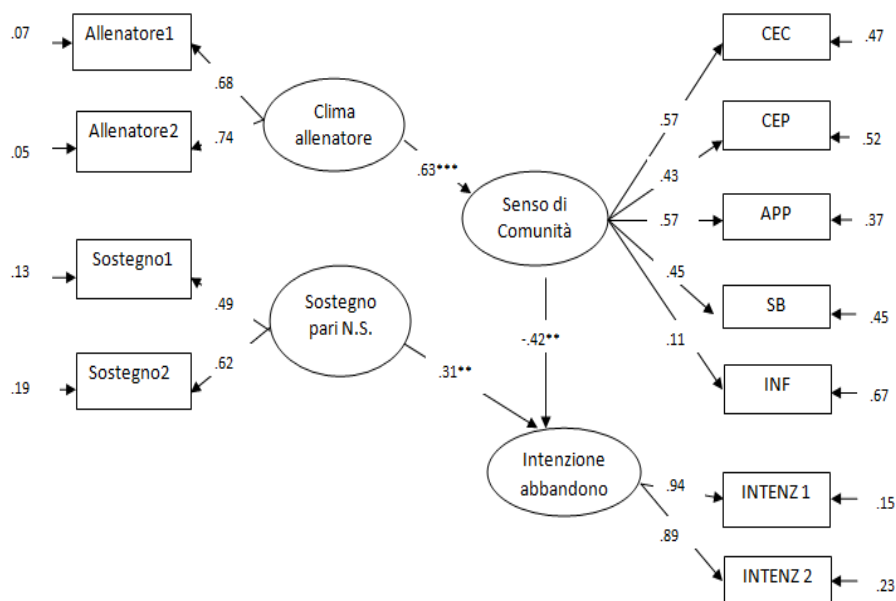 .07
Allenatore1
.68
Allenatore2
.05
.74
Clima
allenatore
.63***
Senso di
Comunità
CEC
.47
.57
CEP
.52
.43
APP
.37
.57
SB
.45
.45
INF
.67
.11
Sostegno1
.13
.49
Sostegno
pari N.S.
Sostegno2
.19
.62
.31**
-.42**
Intenzione
abbandono
.94
INTENZ 1
.15
.89
INTENZ 2
.23